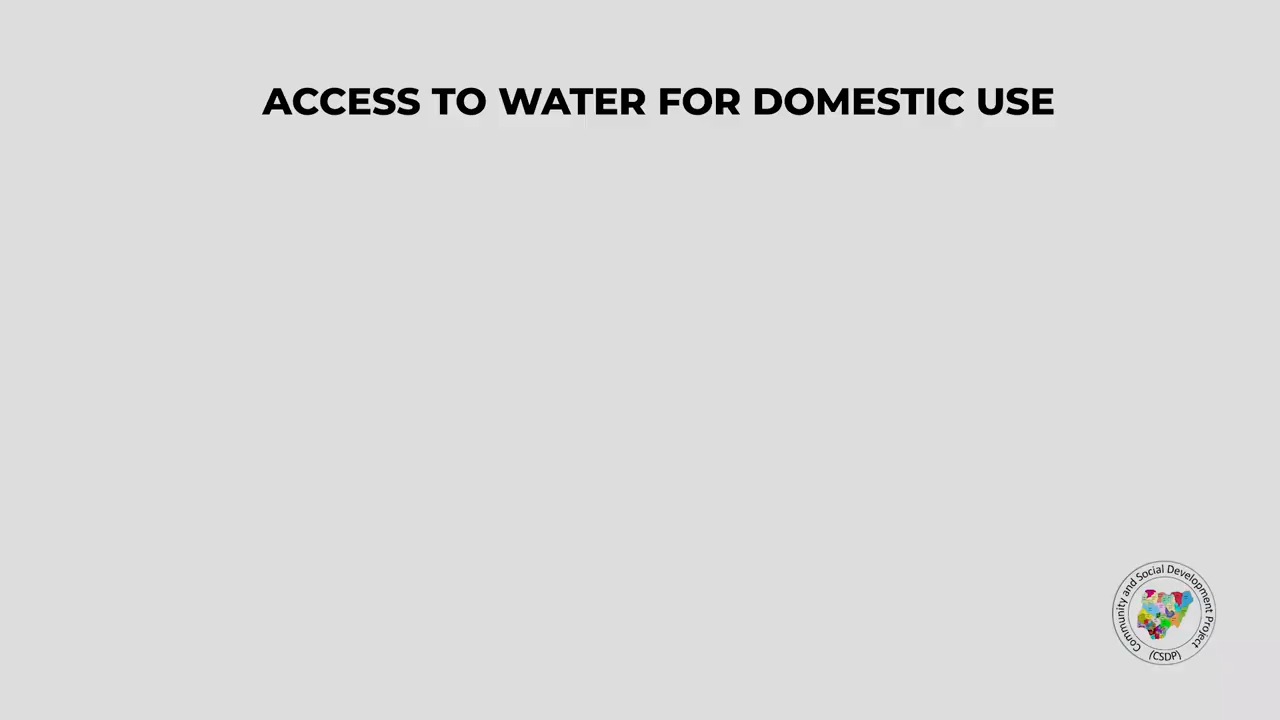 ACCESS TO WATER FOR DOMESTIC USE
Community and Social Development Project
(CSDP)